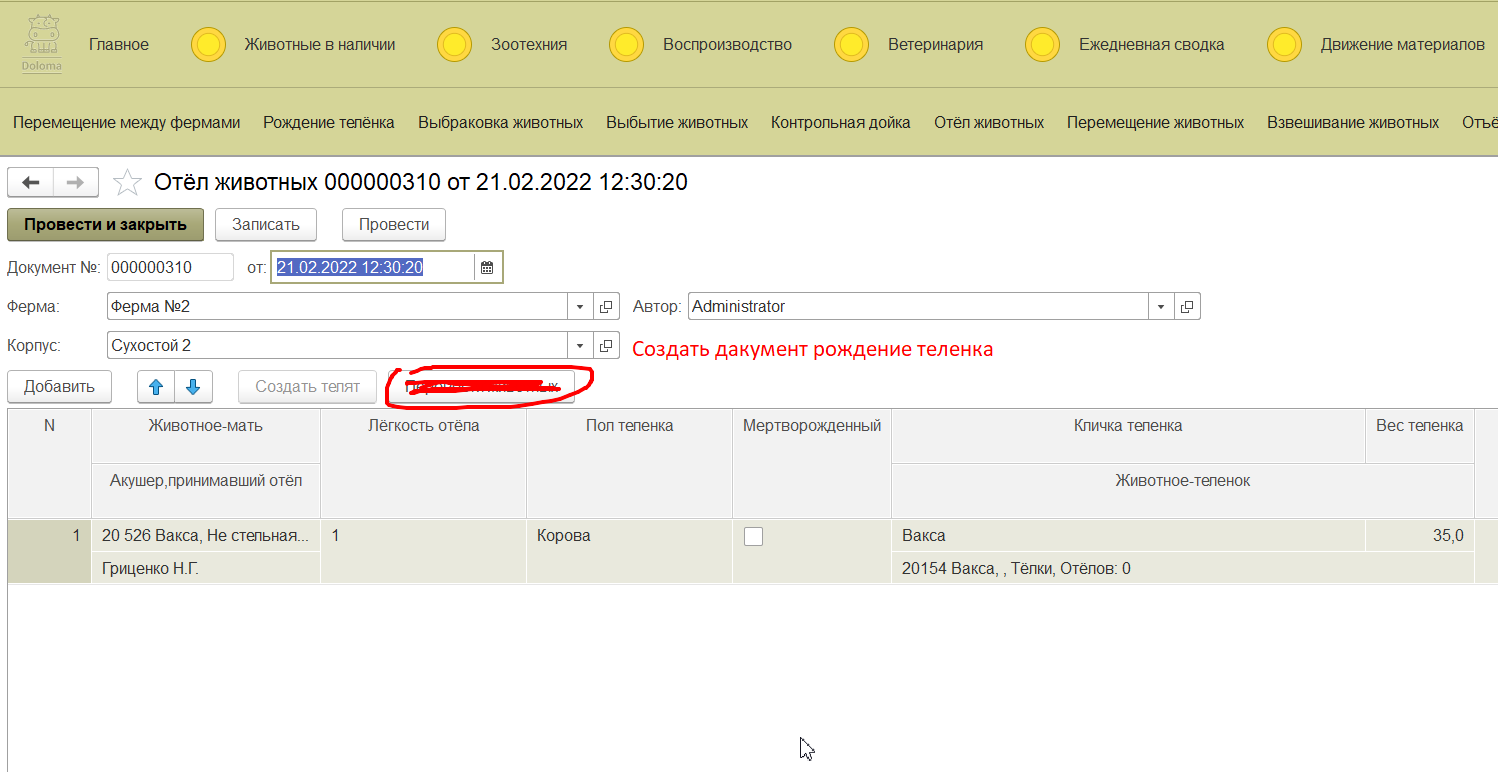 Doloma
Главное
Животные в наличии
Зоотехния
Воспроизводство
Ветеринария
Ежедневная сводка
Движение материалов
Перемещение между фермами
Рождение телёнка
Выбраковка животных
Выбытие животных
Контрольная дойка
Отёл животных
Перемещение животных
Взвешивание животных
Отъё
Отёл животных 000000310 от 21.02.2022 12:30:20
Провести и закрыть
Записать
Провести
Документ №: 000000310 от: 21.02.2022 12:30:20
Ферма: Ферма №2 Автор: Administrator
Корпус: Сухостой 2
Создать дакумент рождение теленка
Добавить
Создать телят
N
Животное-мать
Лёгкость отёла
Пол теленка
Мертворожденный
Кличка теленка
Вес теленка
Акушер,принимавший отёл
Животное-теленок
1
20 526 Вакса, Не стельная...
1
Корова
Вакса
35,0
Гриценко Н.Г.
20154 Вакса, , Тёлки, Отёлов: 0